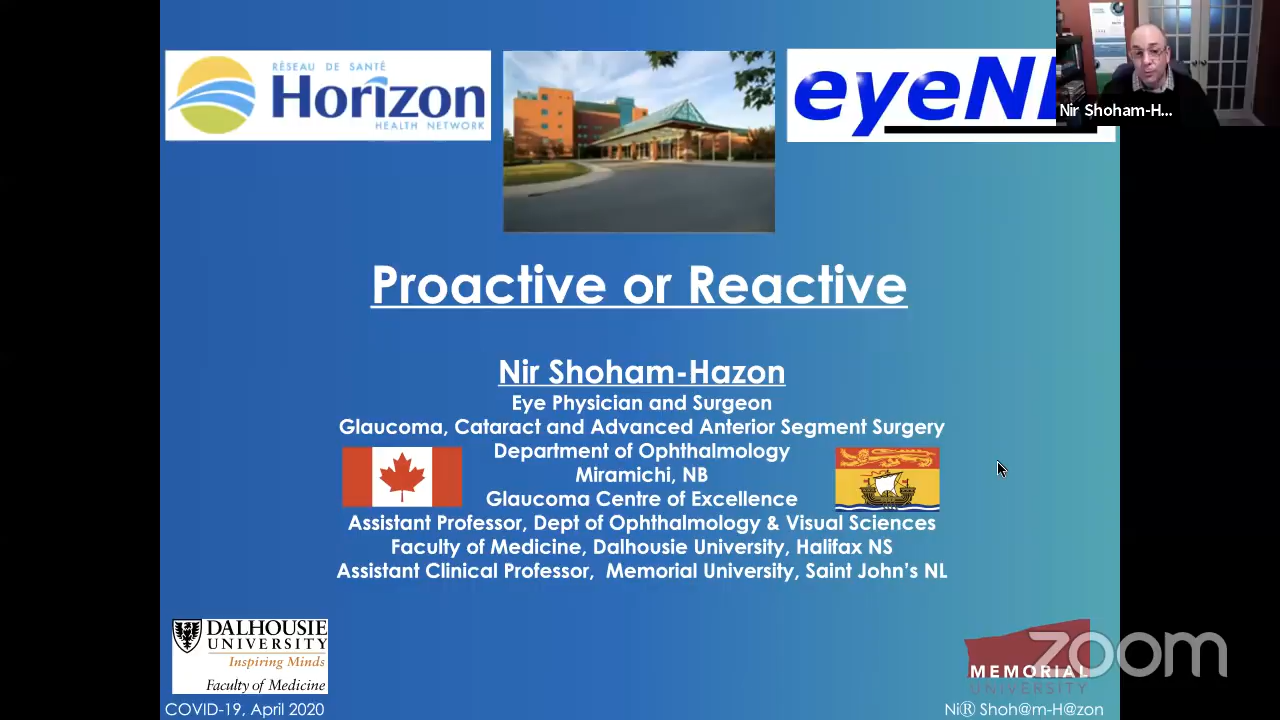 RÉSEAU DE SANTÉ
Horizon
HEALTH NETWORK
Nir Shoham-H...
Proactive or Reactive
Nir Shoham-Hazon
Eye Physician and Surgeon
Glaucoma, Cataract and Advanced Anterior Segment Surgery
Department of Ophthalmology
Miramichi, NB
Glaucoma Centre of Excellence
Assistant Professor, Dept of Ophthalmology & Visual Sciences
Faculty of Medicine, Dalhousie University, Halifax NS
Assistant Clinical Professor, Memorial University, Saint John's NL
DALHOUSIE
UNIVERSITY
Inspiring Minds
Faculty of Medicine
zoom
MEMORIAL
UNIVERSITY
COVID-19, April 2020
NiⓇ Shoh@m-H@zon